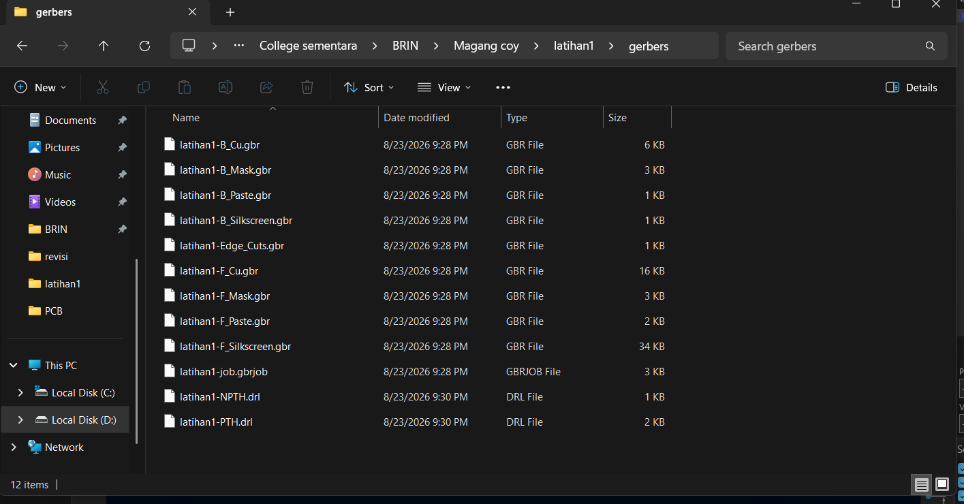 gerbers
College sementara
BRIN
Magang coy
latihan1
gerbers
Search gerbers
New
Sort
View
Details
Documents
Pictures
Music
Videos
BRIN
revisi
latihan1
PCB
This PC
Local Disk (C:)
Local Disk (D:)
Network
Name Date modified Type Size
latihan1-B_Cu.gbr 8/23/2026 9:28 PM GBR File 6 KB
latihan1-B_Mask.gbr 8/23/2026 9:28 PM GBR File 3 KB
latihan1-B_Paste.gbr 8/23/2026 9:28 PM GBR File 1 KB
latihan1-B_Silkscreen.gbr 8/23/2026 9:28 PM GBR File 1 KB
latihan1-Edge_Cuts.gbr 8/23/2026 9:28 PM GBR File 1 KB
latihan1-F_Cu.gbr 8/23/2026 9:28 PM GBR File 16 KB
latihan1-F_Mask.gbr 8/23/2026 9:28 PM GBR File 3 KB
latihan1-F_Paste.gbr 8/23/2026 9:28 PM GBR File 2 KB
latihan1-F_Silkscreen.gbr 8/23/2026 9:28 PM GBR File 34 KB
latihan1-job.gbrjob 8/23/2026 9:28 PM GBRJOB File 3 KB
latihan1-NPTH.drl 8/23/2026 9:30 PM DRL File 1 KB
latihan1-PTH.drl 8/23/2026 9:30 PM DRL File 2 KB
12 items